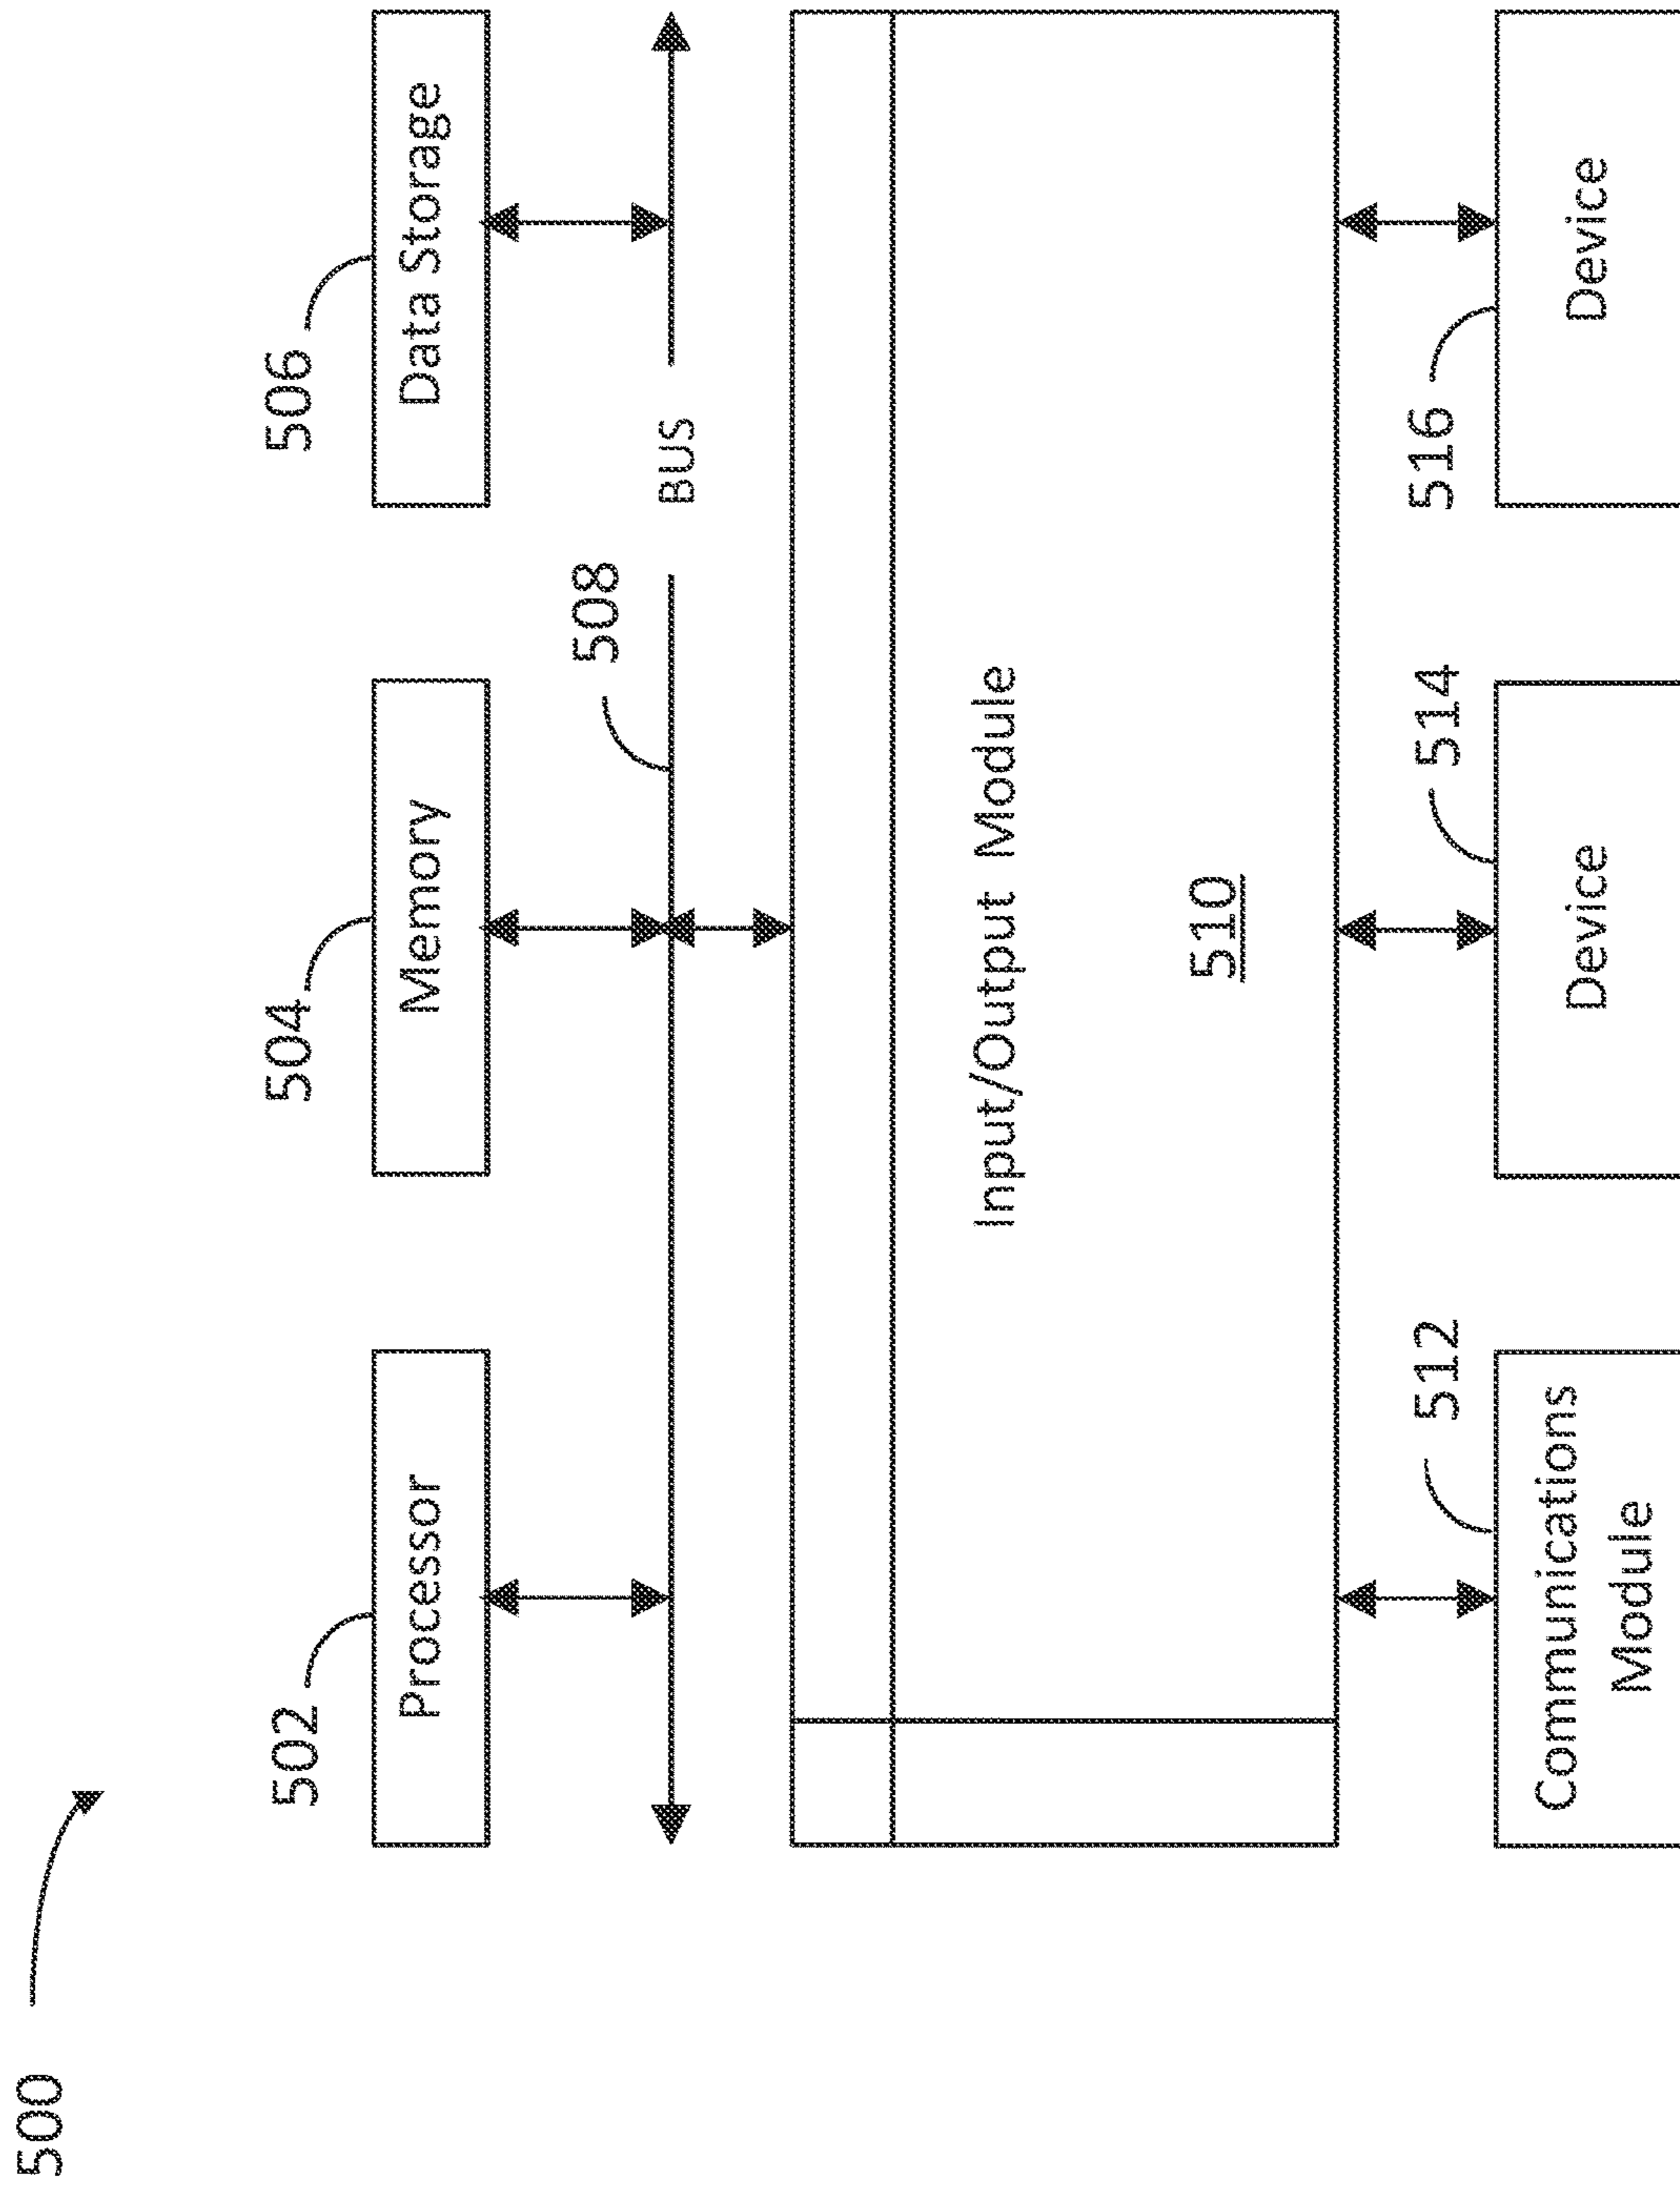 500
502
504
506
Processor
Memory
Data Storage
508
BUS
Input/Output Module
510
512
514
516
Communications
Module
Device
Device